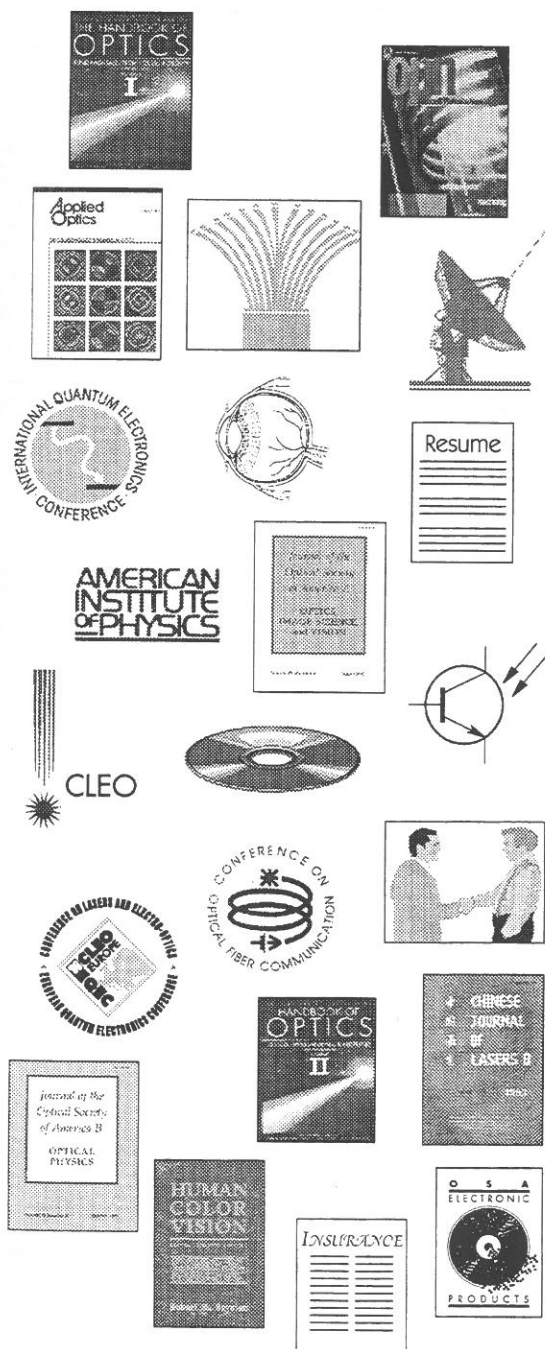 THE HANDBOOK OF
OPTICS
I
Applied
Optics
INTERNATIONAL QUANTUM ELECTRONICS
· CONFERENCE ·
Resume
AMERICAN
INSTITUTE
OF PHYSICS
Journal of the
Optical Society
of America
OPTICS,
IMAGE SCIENCE,
and VISION
CLEO
CONFERENCE ON
OPTICAL FIBER COMMUNICATION
CONFERENCE ON LASERS AND ELECTRO-OPTICS
CLEO
EUROPE
EQEC
EUROPEAN QUANTUM ELECTRONICS CONFERENCE
HANDBOOK OF
OPTICS
II
CHINESE
JOURNAL
OF
LASERS B
Journal of the
Optical Society
of America B
OPTICAL
PHYSICS
HUMAN
COLOR
VISION
INSURANCE
OSA
ELECTRONIC
PRODUCTS